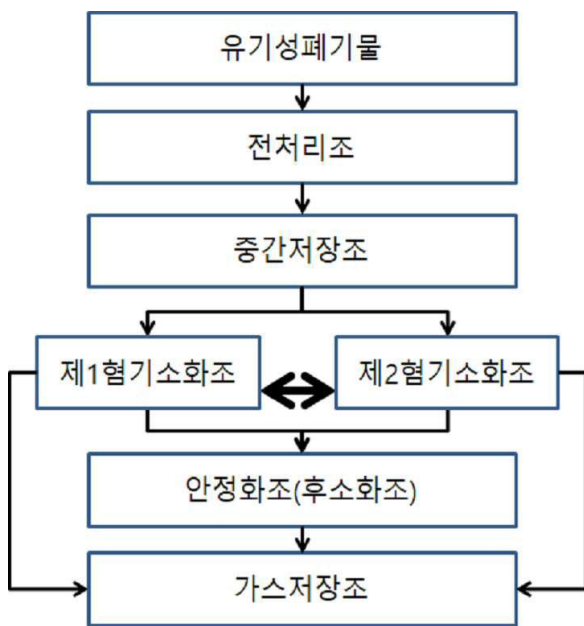 유기성폐기물
전처리조
중간저장조
제1혐기소화조
제2혐기소화조
안정화조(후소화조)
가스저장조